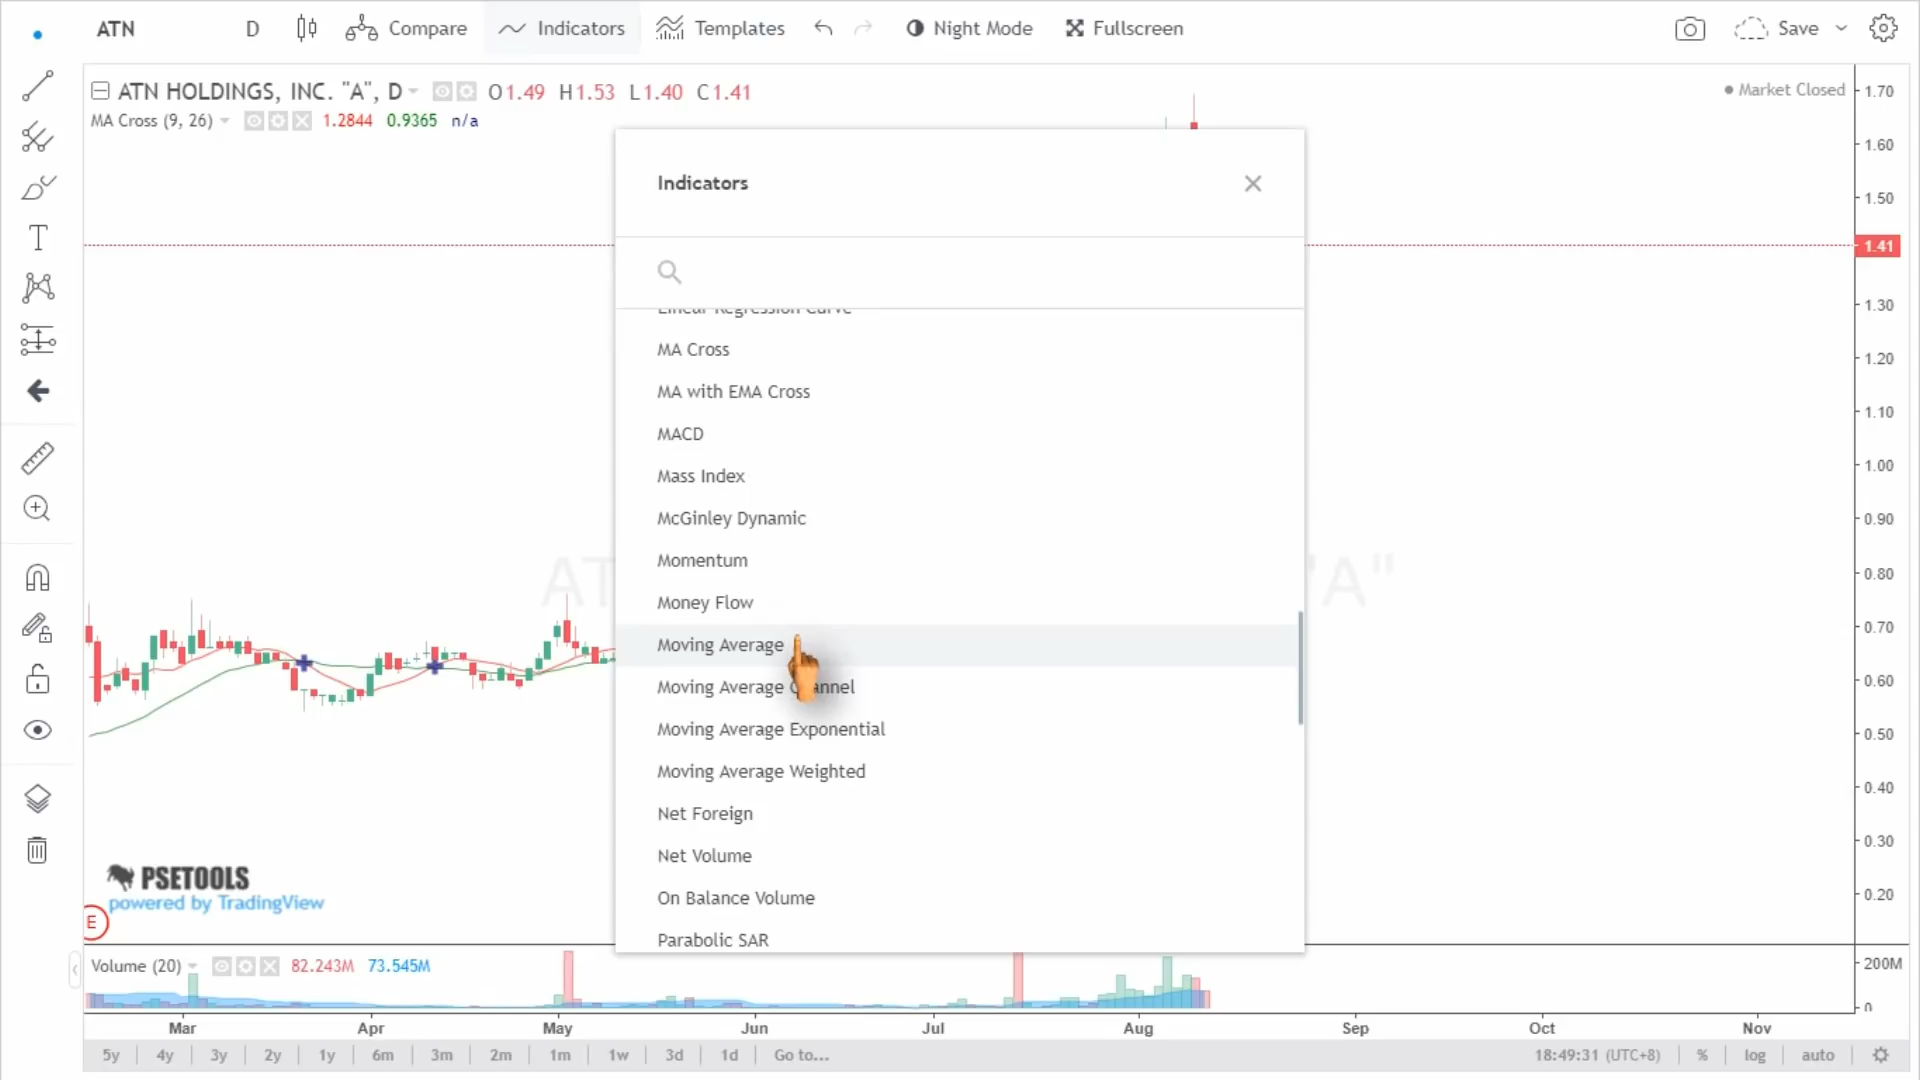 ATN D Compare Indicators Templates Night Mode Fullscreen Save
ATN HOLDINGS, INC. "A", D O1.49 H1.53 L1.40 C1.41
Market Closed
MA Cross (9, 26) 1.2844 0.9365 n/a
Indicators
Linear Regression Curve
MA Cross
MA with EMA Cross
MACD
Mass Index
McGinley Dynamic
Momentum
Money Flow
Moving Average
Moving Average Channel
Moving Average Exponential
Moving Average Weighted
Net Foreign
Net Volume
On Balance Volume
Parabolic SAR
AT "A"
1.70
1.60
1.50
1.41
1.30
1.20
1.10
1.00
0.90
0.80
0.70
0.60
0.50
0.40
0.30
0.20
PSETOOLS
powered by TradingView
E
Volume (20) 82.243M 73.545M
200M
0
Mar Apr May Jun Jul Aug Sep Oct Nov
5y 4y 3y 2y 1y 6m 3m 2m 1m 1w 3d 1d Go to... 18:49:31 (UTC+8) % log auto